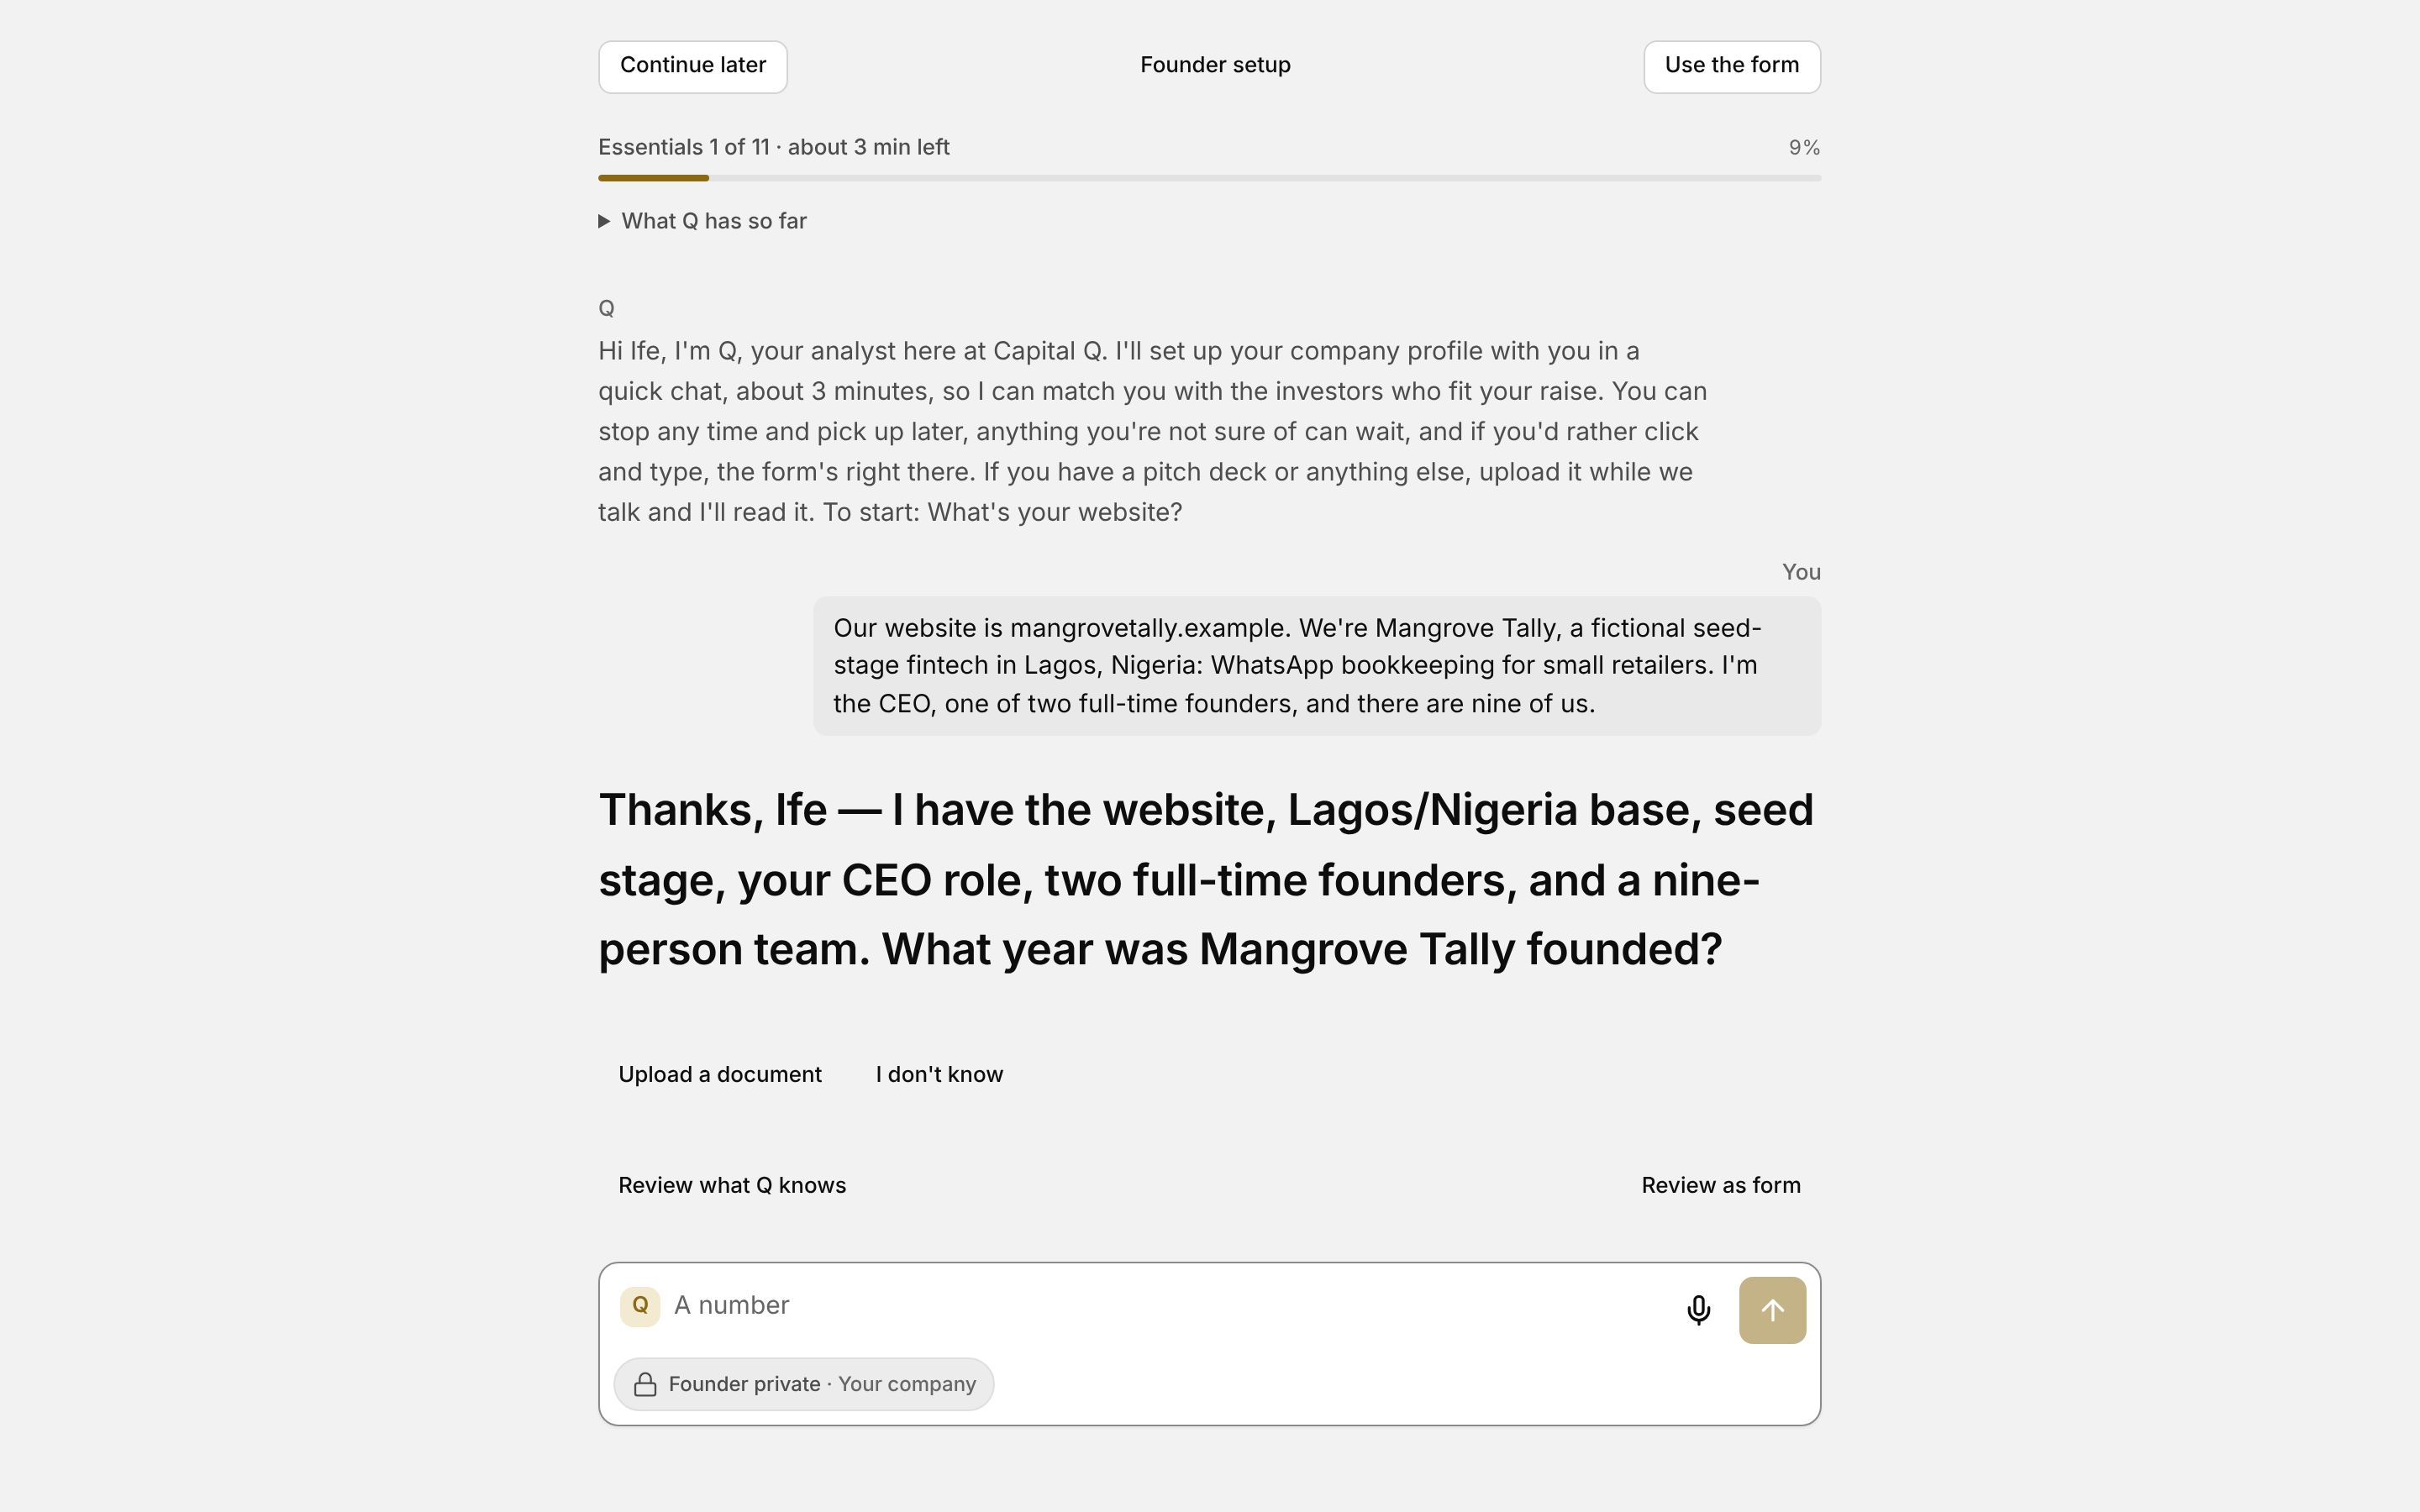 Continue later
Founder setup
Use the form
Essentials 1 of 11 · about 3 min left
9%
What Q has so far
Q
Hi Ife, I'm Q, your analyst here at Capital Q. I'll set up your company profile with you in a
quick chat, about 3 minutes, so I can match you with the investors who fit your raise. You can
stop any time and pick up later, anything you're not sure of can wait, and if you'd rather click
and type, the form's right there. If you have a pitch deck or anything else, upload it while we
talk and I'll read it. To start: What's your website?
You
Our website is mangrovetally.example. We're Mangrove Tally, a fictional seed-
stage fintech in Lagos, Nigeria: WhatsApp bookkeeping for small retailers. I'm
the CEO, one of two full-time founders, and there are nine of us.
Thanks, Ife — I have the website, Lagos/Nigeria base, seed
stage, your CEO role, two full-time founders, and a nine-
person team. What year was Mangrove Tally founded?
Upload a document
I don't know
Review what Q knows
Review as form
Q
A number
Founder private · Your company